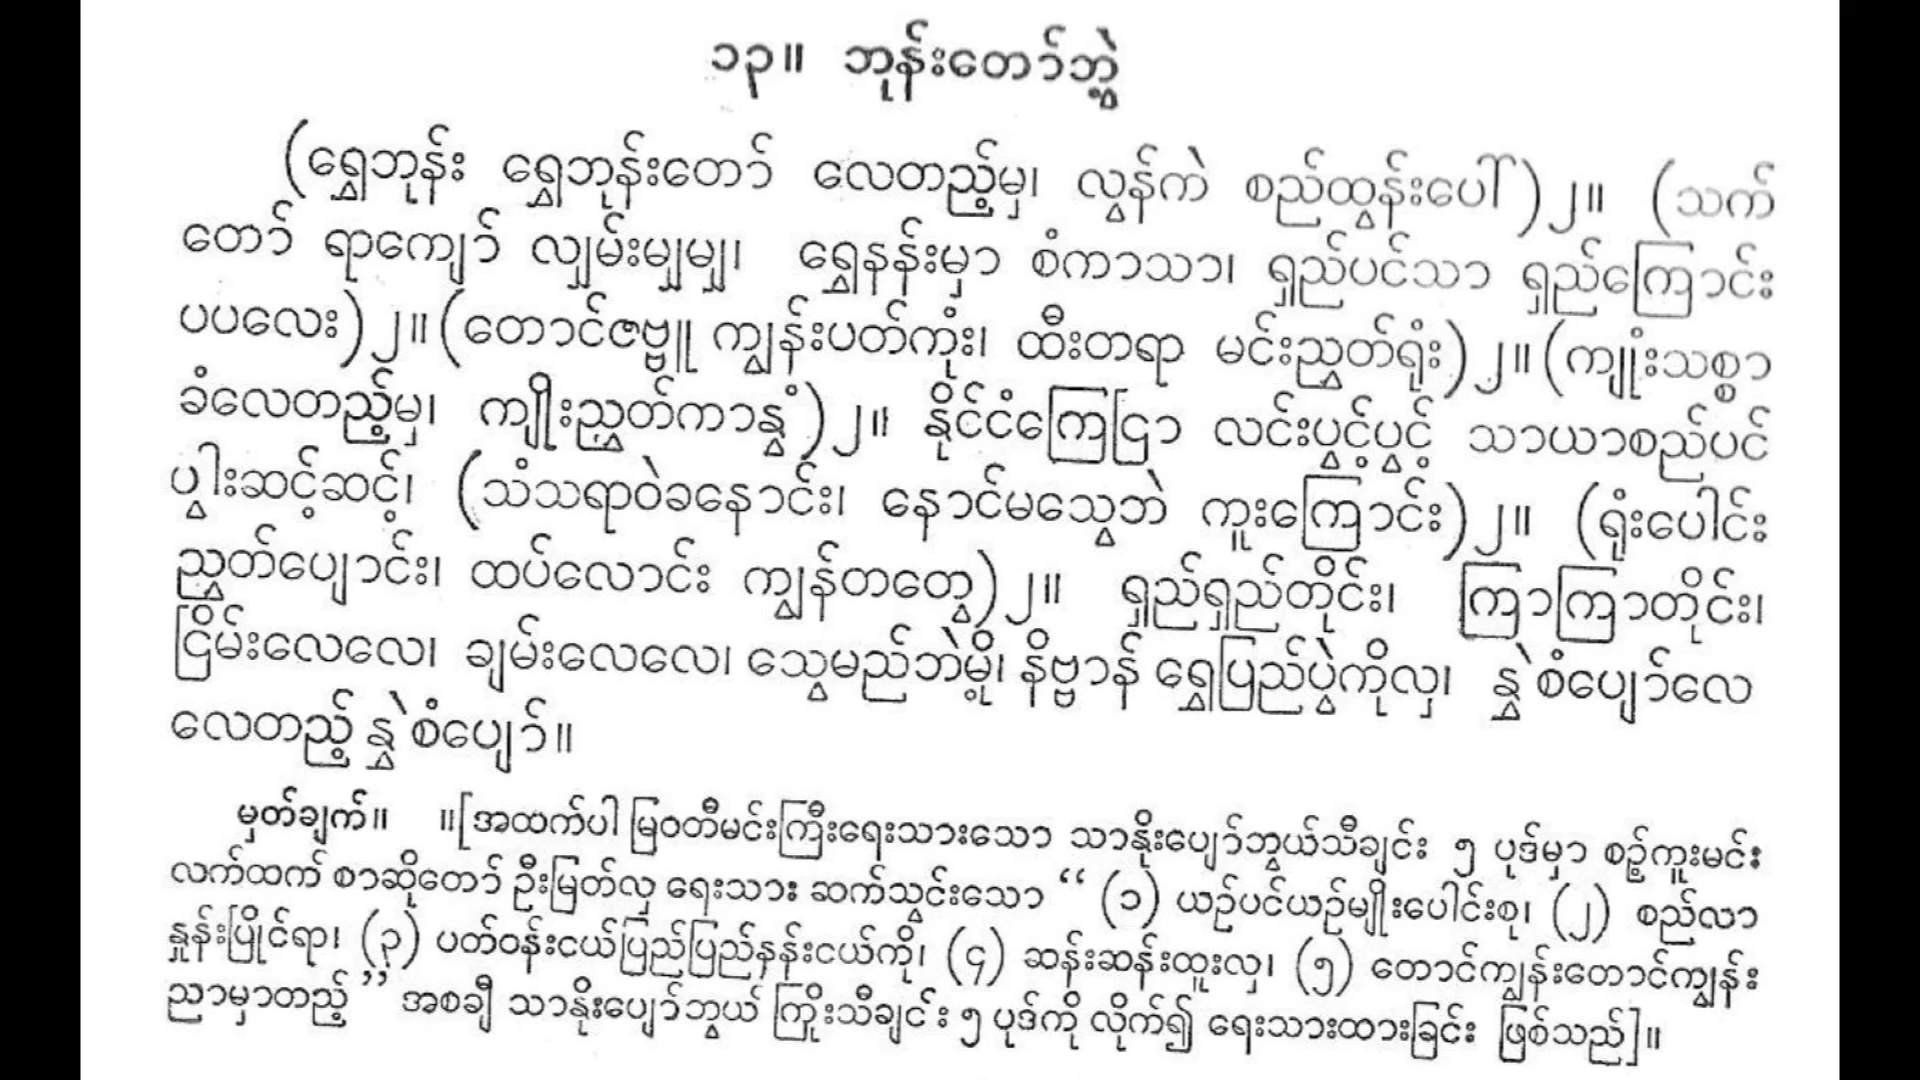 ၁၃။ ဘုန်းတော်ဘွဲ့
(ရွှေဘုန်း ရွှေဘုန်းတော် လေတည့်မှ၊ လွန်ကဲ စည်ထွန်းပေါ်)၂။ (သက်
တော် ရာကျော် လျှမ်းမျှမျှ၊ ရွှေနန်းမှာ စံကာသာ၊ ရှည်ပင်သာ ရှည်ကြောင်း
ပပလေး)၂။ (တောင်ဇမ္ဗူ ကျွန်းပတ်ကုံး၊ ထီးတရာ မင်းညွှတ်ရုံး)၂။ (ကျုံးသစ္စာ
ခံလေတည့်မှ၊ ကျိုးညွှတ်ကာနွှံ)၂။ နိုင်ငံကြေငြာ လင်းပွင့်ပွင့် သာယာစည်ပင်
ပွါးဆင့်ဆင့်၊ (သံသရာဝဲခနောင်း၊ နောင်မသွေဘဲ ကူးကြောင်း)၂။ (ရုံးပေါင်း
ညွှတ်ပျောင်း၊ ထပ်လောင်း ကျွန်တတွေ)၂။ ရှည်ရှည်တိုင်း၊ ကြာကြာတိုင်း၊
ငြိမ်းလေလေ၊ ချမ်းလေလေ၊ သွေမည်ဘဲမို့၊ နိဗ္ဗာန် ရွှေပြည်ပွဲကိုလှ၊ နွှဲစံပျော်လေ
လေတည့် နွှဲစံပျော်။
မှတ်ချက်။ ။[အထက်ပါ မြဝတီမင်းကြီးရေးသားသော သာနိုးပျော်ဘွယ်သီချင်း ၅ ပုဒ်မှာ စဉ့်ကူးမင်း
လက်ထက် စာဆိုတော် ဦးမြတ်လှ ရေးသား ဆက်သွင်းသော “ (၁) ယဉ်ပင်ယဉ်မျိုးပေါင်းစု၊ (၂) စည်လာ
နှုန်းပြိုင်ရာ၊ (၃) ပတ်ဝန်းငယ်ပြည်ပြည်နန်းငယ်ကို၊ (၄) ဆန်းဆန်းထူးလှ၊ (၅) တောင်ကျွန်းတောင်ကျွန်း
ညာမှာတည့် ” အစချီ သာနိုးပျော်ဘွယ် ကြိုးသီချင်း ၅ ပုဒ်ကို လိုက်၍ ရေးသားထားခြင်း ဖြစ်သည်]။